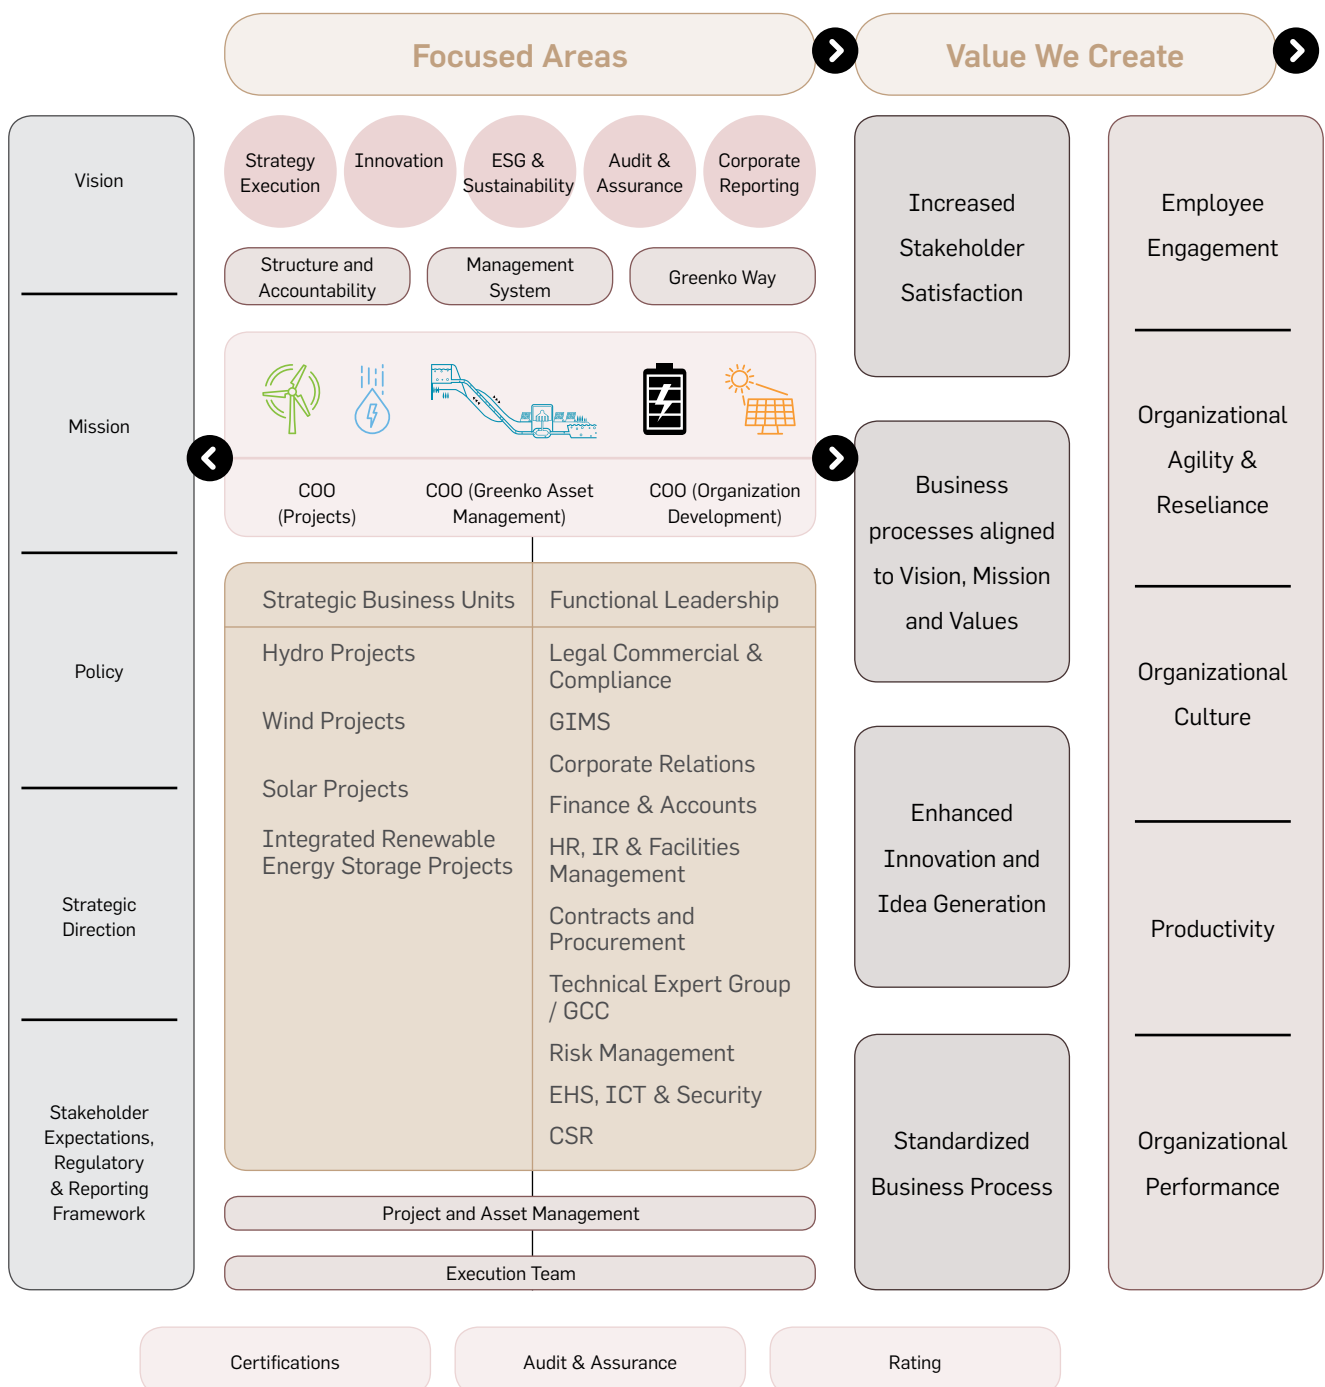 Focused Areas
Value We Create
Vision
Mission
Policy
Strategic
Direction
Stakeholder
Expectations,
Regulatory
& Reporting
Framework
Strategy
Execution
Innovation
ESG &
Sustainability
Audit &
Assurance
Corporate
Reporting
Structure and
Accountability
Management
System
Greenko Way
COO
(Projects)
COO (Greenko Asset
Management)
COO (Organization
Development)
Strategic Business Units
Hydro Projects
Wind Projects
Solar Projects
Integrated Renewable
Energy Storage Projects
Functional Leadership
Legal Commercial &
Compliance
GIMS
Corporate Relations
Finance & Accounts
HR, IR & Facilities
Management
Contracts and
Procurement
Technical Expert Group
/ GCC
Risk Management
EHS, ICT & Security
CSR
Project and Asset Management
Execution Team
Increased
Stakeholder
Satisfaction
Business
processes aligned
to Vision, Mission
and Values
Enhanced
Innovation and
Idea Generation
Standardized
Business Process
Employee
Engagement
Organizational
Agility &
Reseliance
Organizational
Culture
Productivity
Organizational
Performance
Certifications
Audit & Assurance
Rating